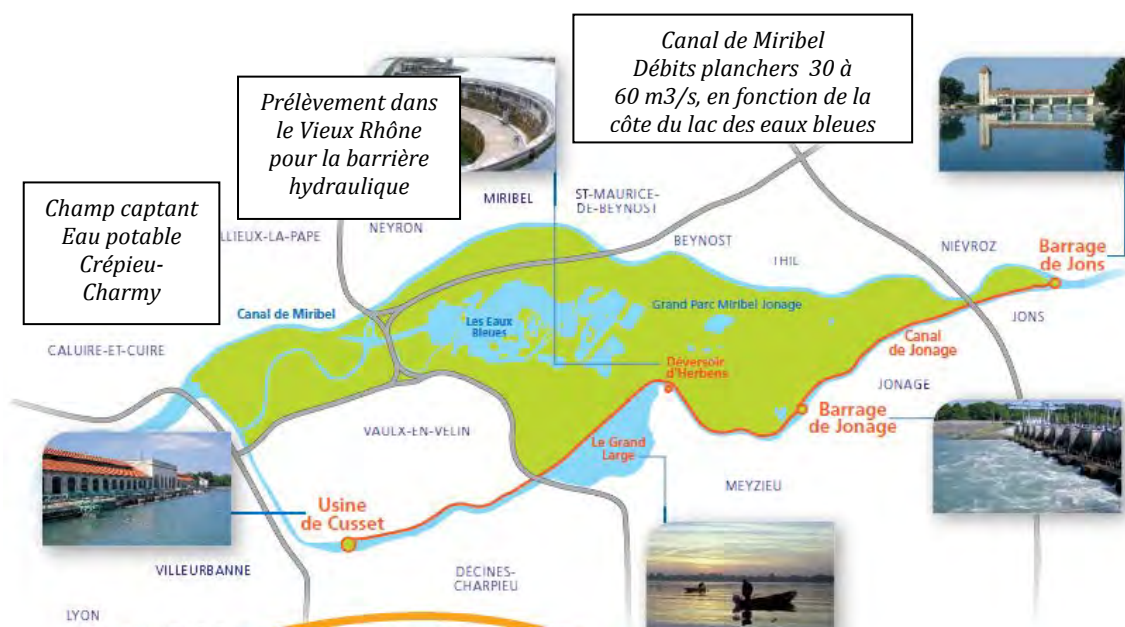 Canal de Miribel
Débits planchers 30 à
60 m3/s, en fonction de la
côte du lac des eaux bleues
Prélèvement dans
le Vieux Rhône
pour la barrière
hydraulique
Champ captant
Eau potable
Crépieu-
Charmy
LLIEUX-LA-PAPE
NEYRON
MIRIBEL
ST-MAURICE-
DE-BEYNOST
BEYNOST
THIL
NIÉVROZ
Barrage
de Jons
JONS
Canal de Miribel
Les Eaux
Bleues
Grand Parc Miribel Jonage
Canal
de Jonage
CALUIRE-ET-CUIRE
Déversoir
d'Herbens
JONAGE
Barrage
de Jonage
VAULX-EN-VELIN
Le Grand
Large
MEYZIEU
Usine
de Cusset
VILLEURBANNE
DÉCINES-
CHARPIEU
LYON